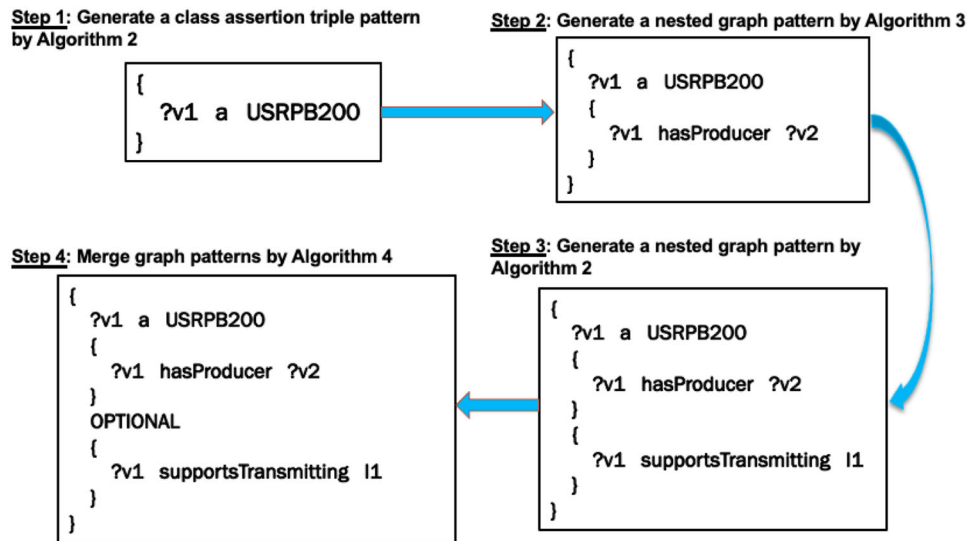 Step 1: Generate a class assertion triple pattern
by Algorithm 2
{
?v1 a USRPB200
}
Step 2: Generate a nested graph pattern by Algorithm 3
{
?v1 a USRPB200
{
?v1 hasProducer ?v2
}
}
Step 3: Generate a nested graph pattern by
Algorithm 2
{
?v1 a USRPB200
{
?v1 hasProducer ?v2
}
{
?v1 supportsTransmitting I1
}
}
Step 4: Merge graph patterns by Algorithm 4
{
?v1 a USRPB200
{
?v1 hasProducer ?v2
}
OPTIONAL
{
?v1 supportsTransmitting I1
}
}